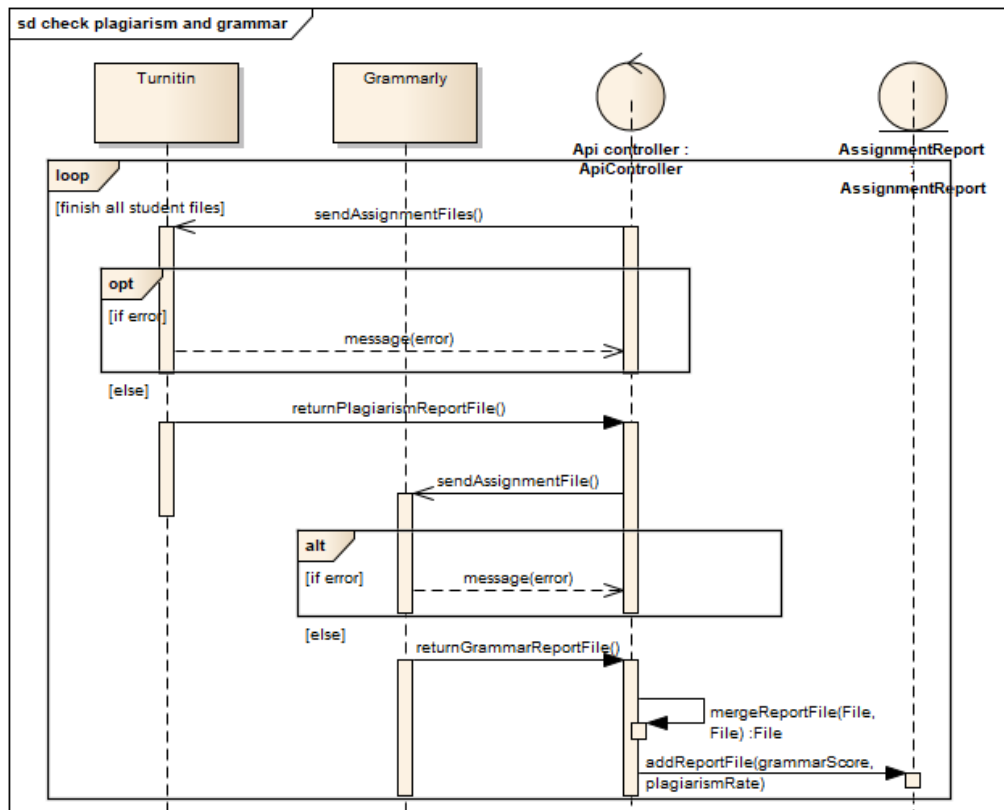 sd check plagiarism and grammar
Turnitin
Grammarly
Api controller :
ApiController
AssignmentReport
:
AssignmentReport
loop
[finish all student files]
sendAssignmentFiles()
opt
[if error]
message(error)
[else]
returnPlagiarismReportFile()
sendAssignmentFile()
alt
[if error]
message(error)
[else]
returnGrammarReportFile()
mergeReportFile(File,
File) :File
addReportFile(grammarScore,
plagiarismRate)